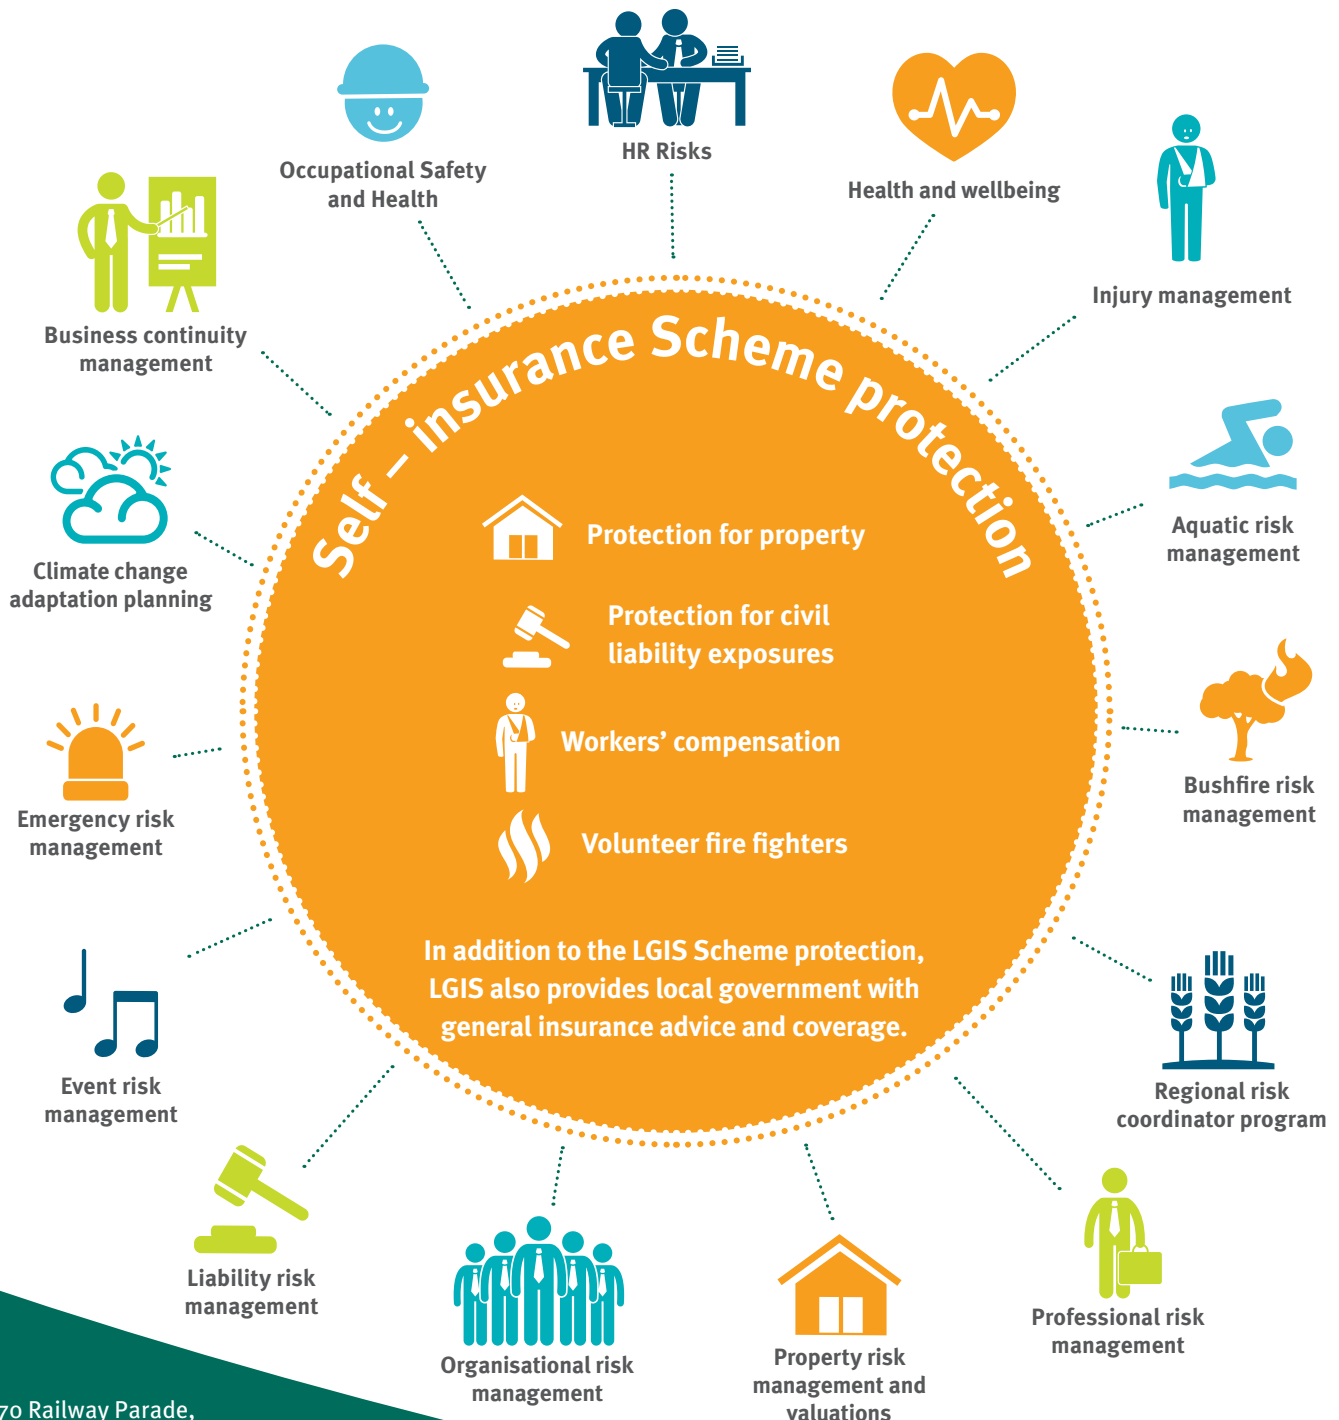 HR Risks
Occupational Safety
and Health
Health and wellbeing
Injury management
Business continuity
management
Self – insurance Scheme protection
Aquatic risk
management
Climate change
adaptation planning
Protection for property
Protection for civil
liability exposures
Workers’ compensation
Bushfire risk
management
Emergency risk
management
Volunteer fire fighters
In addition to the LGIS Scheme protection,
LGIS also provides local government with
general insurance advice and coverage.
Event risk
management
Regional risk
coordinator program
Liability risk
management
Professional risk
management
Organisational risk
management
Property risk
management and
valuations
70 Railway Parade,